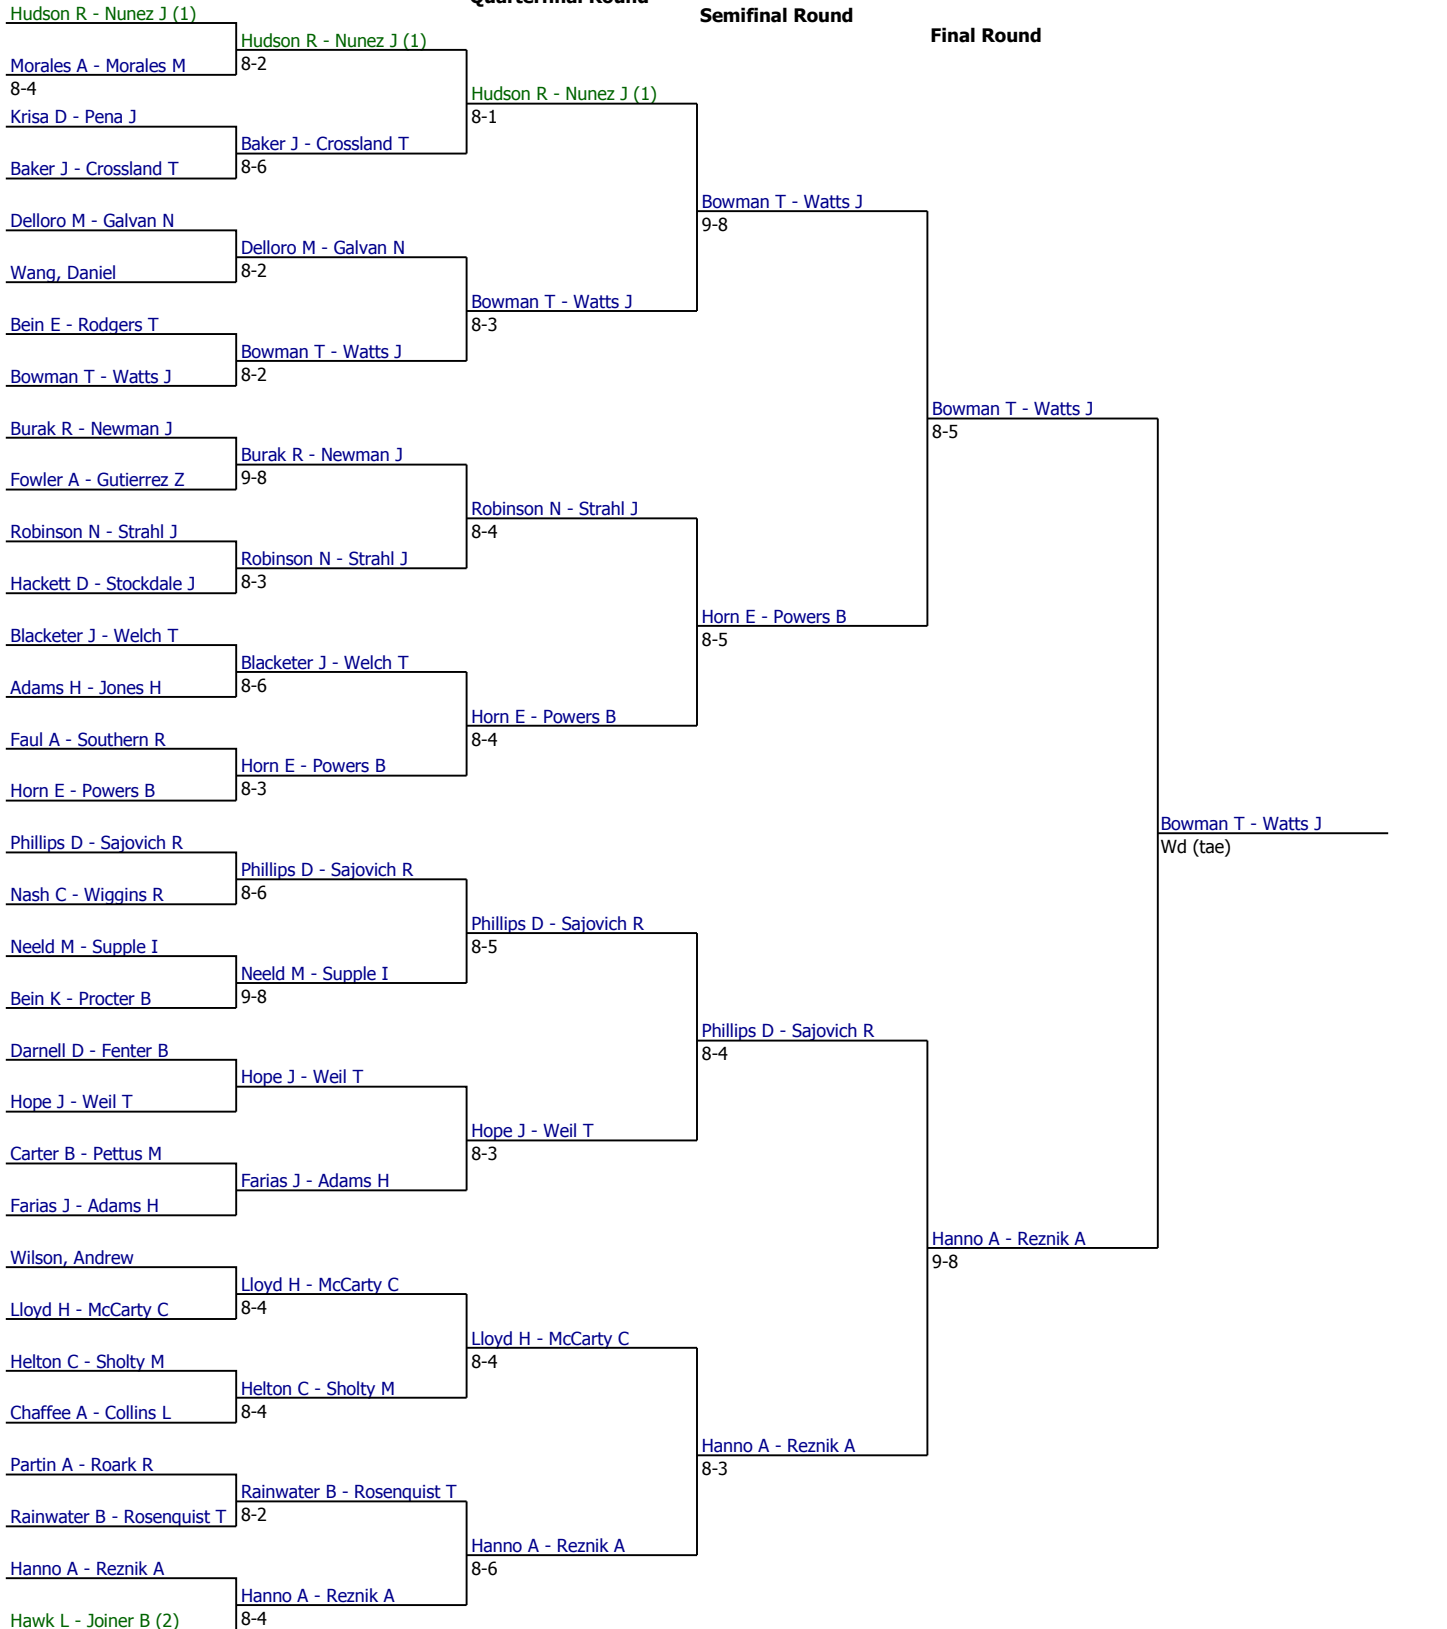 Quarterfinal Round
Semifinal Round
Final Round
Hudson R - Nunez J (1)
Morales A - Morales M
8-4
Krisa D - Pena J
Baker J - Crossland T
Delloro M - Galvan N
Wang, Daniel
Bein E - Rodgers T
Bowman T - Watts J
Burak R - Newman J
Fowler A - Gutierrez Z
Robinson N - Strahl J
Hackett D - Stockdale J
Blacketer J - Welch T
Adams H - Jones H
Faul A - Southern R
Horn E - Powers B
Phillips D - Sajovich R
Nash C - Wiggins R
Neeld M - Supple I
Bein K - Procter B
Darnell D - Fenter B
Hope J - Weil T
Carter B - Pettus M
Farias J - Adams H
Wilson, Andrew
Lloyd H - McCarty C
Helton C - Sholty M
Chaffee A - Collins L
Partin A - Roark R
Rainwater B - Rosenquist T
Hanno A - Reznik A
Hawk L - Joiner B (2)
Hudson R - Nunez J (1)
8-2
Baker J - Crossland T
8-6
Delloro M - Galvan N
8-2
Bowman T - Watts J
8-2
Burak R - Newman J
9-8
Robinson N - Strahl J
8-3
Blacketer J - Welch T
8-6
Horn E - Powers B
8-3
Phillips D - Sajovich R
8-6
Neeld M - Supple I
9-8
Hope J - Weil T
Farias J - Adams H
Lloyd H - McCarty C
8-4
Helton C - Sholty M
8-4
Rainwater B - Rosenquist T
8-2
Hanno A - Reznik A
8-4
Hudson R - Nunez J (1)
8-1
Bowman T - Watts J
8-3
Robinson N - Strahl J
8-4
Horn E - Powers B
8-4
Phillips D - Sajovich R
8-5
Hope J - Weil T
8-3
Lloyd H - McCarty C
8-4
Hanno A - Reznik A
8-6
Bowman T - Watts J
9-8
Horn E - Powers B
8-5
Phillips D - Sajovich R
8-4
Hanno A - Reznik A
8-3
Bowman T - Watts J
8-5
Hanno A - Reznik A
9-8
Bowman T - Watts J
Wd (tae)